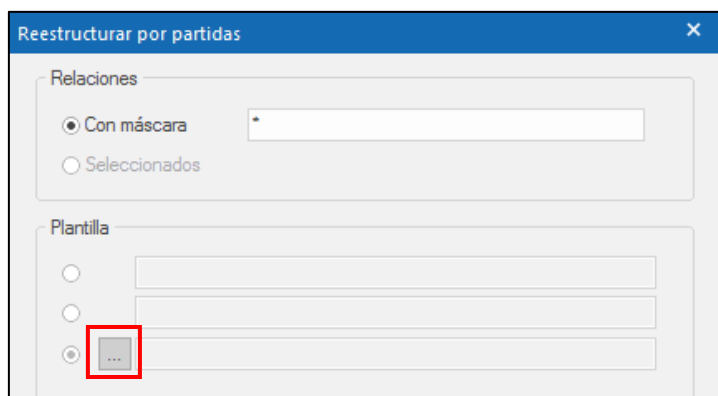 Reestructurar por partidas
Relaciones
Con máscara
*
Seleccionados
Plantilla
...